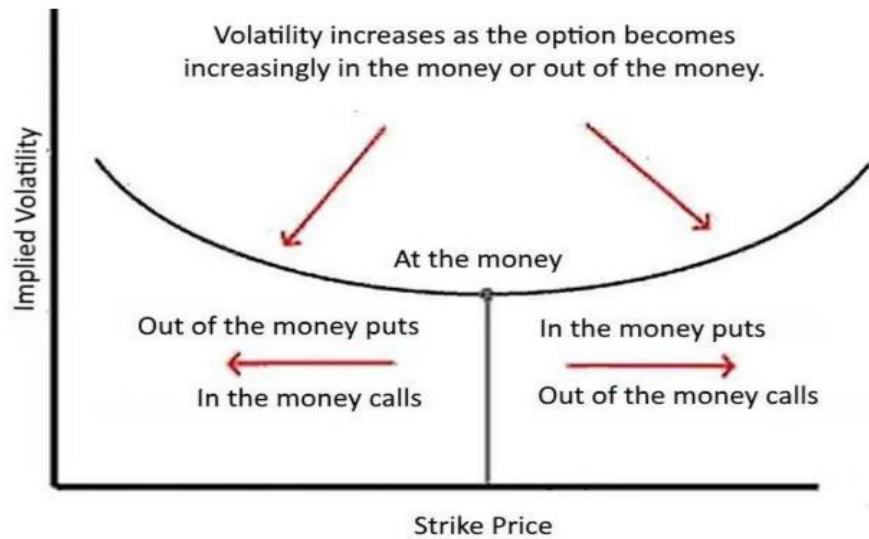 Volatility increases as the option becomes
increasingly in the money or out of the money.
Implied Volatility
At the money
Out of the money puts
In the money puts
In the money calls
Out of the money calls
Strike Price